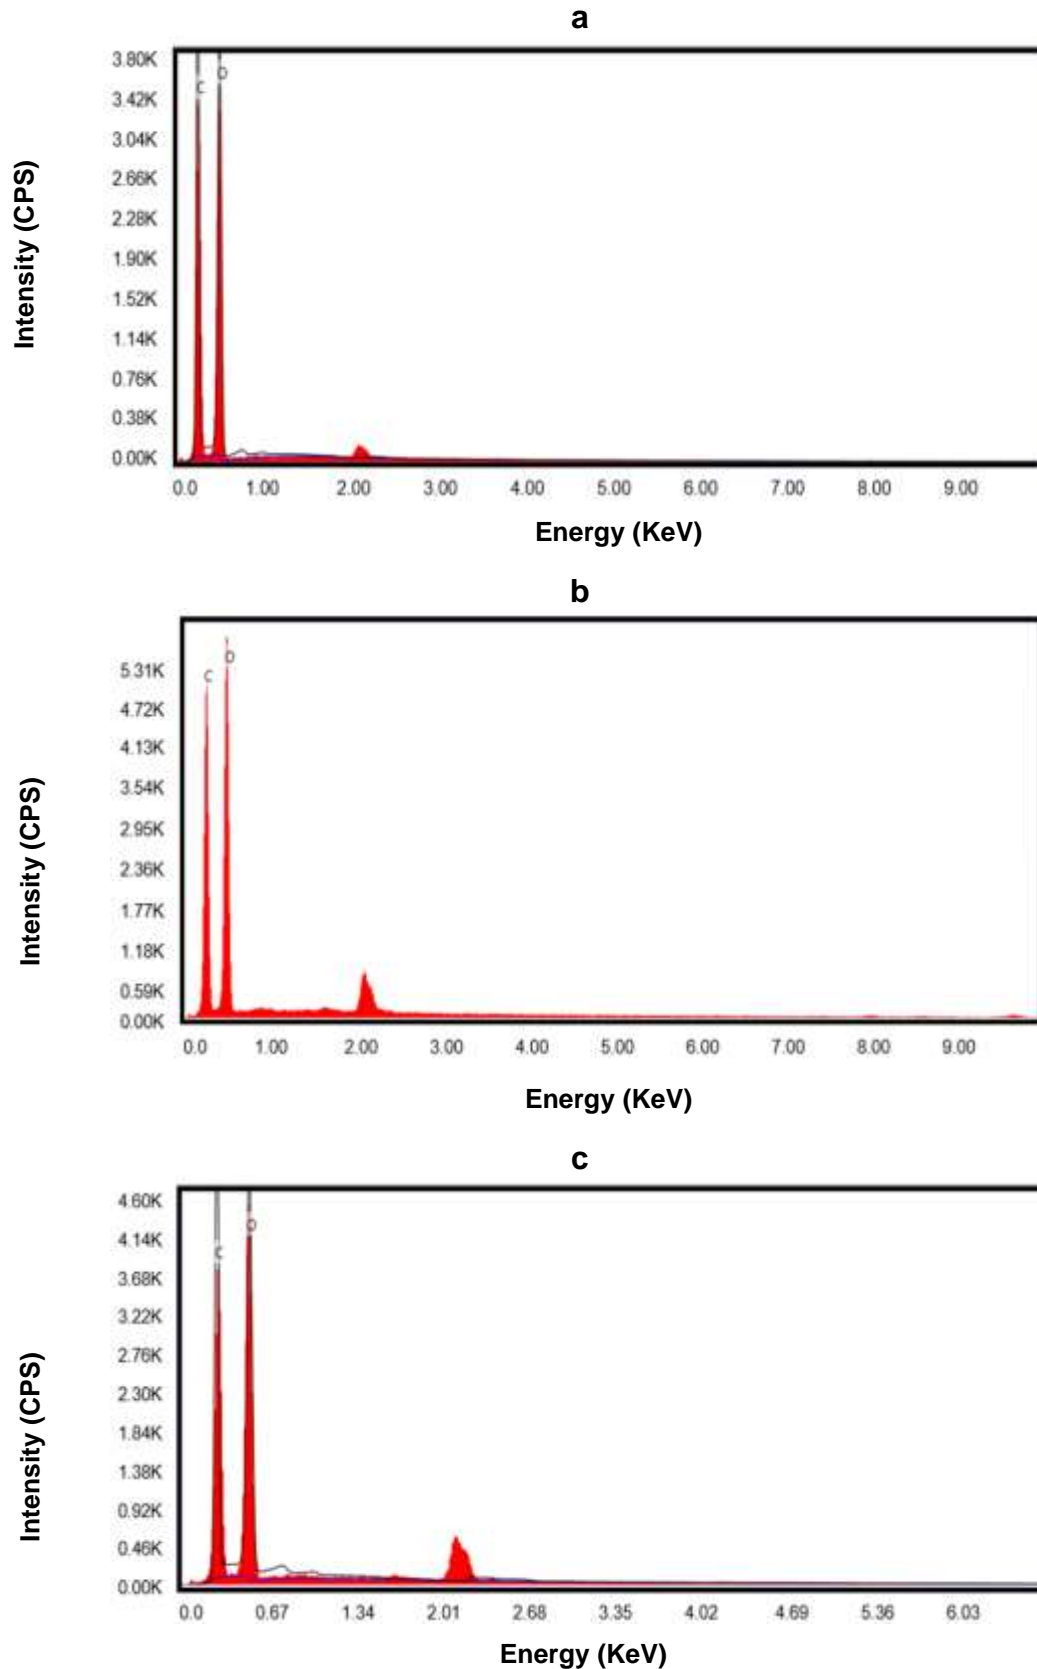 a
Intensity (CPS)
3.80K
3.42K
3.04K
2.66K
2.28K
1.90K
1.52K
1.14K
0.76K
0.38K
0.00K
C
O
0.0 1.00 2.00 3.00 4.00 5.00 6.00 7.00 8.00 9.00
Energy (KeV)
b
Intensity (CPS)
5.31K
4.72K
4.13K
3.54K
2.95K
2.36K
1.77K
1.18K
0.59K
0.00K
C
O
0.0 1.00 2.00 3.00 4.00 5.00 6.00 7.00 8.00 9.00
Energy (KeV)
c
Intensity (CPS)
4.60K
4.14K
3.68K
3.22K
2.76K
2.30K
1.84K
1.38K
0.92K
0.46K
0.00K
C
O
0.0 0.67 1.34 2.01 2.68 3.35 4.02 4.69 5.36 6.03
Energy (KeV)